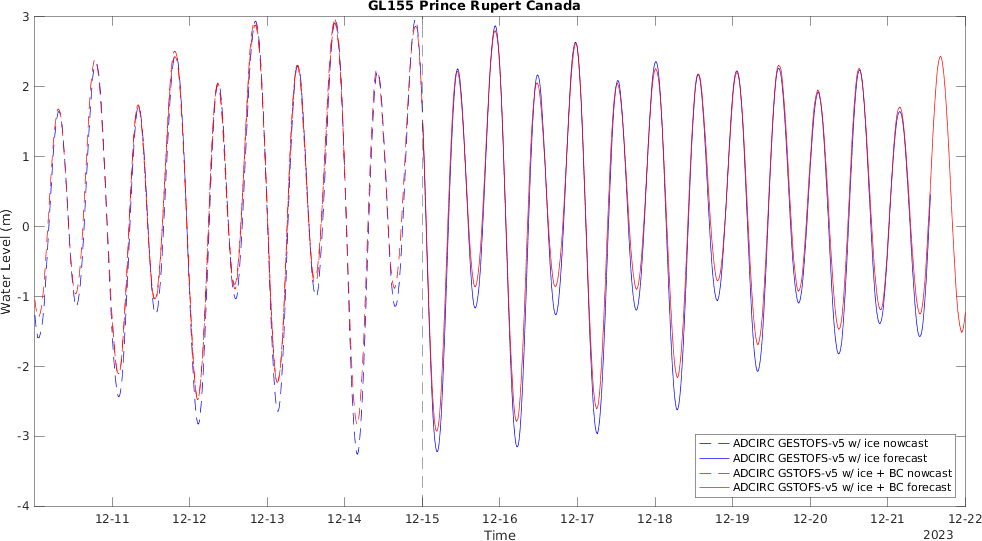 GL155 Prince Rupert Canada
3
2
1
0
-1
-2
-3
-4
Water Level (m)
ADCIRC GESTOFS-v5 w/ ice nowcast
ADCIRC GESTOFS-v5 w/ ice forecast
ADCIRC GSTOFS-v5 w/ ice + BC nowcast
ADCIRC GSTOFS-v5 w/ ice + BC forecast
12-11 12-12 12-13 12-14 12-15 12-16 12-17 12-18 12-19 12-20 12-21 12-22
Time
2023